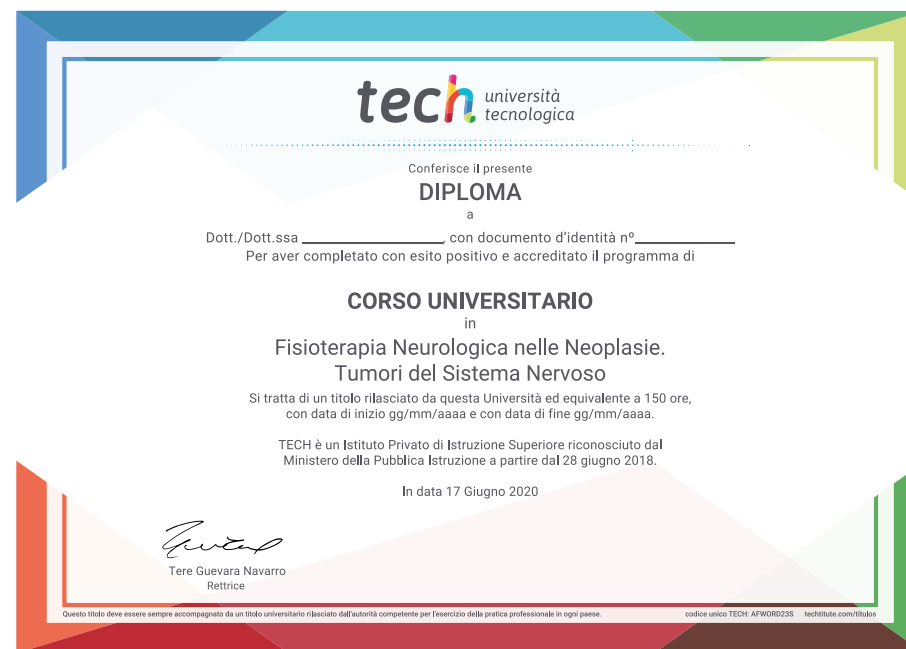 tech università
tecnologica
Conferisce il presente
DIPLOMA
a
Dott./Dott.ssa ____________________, con documento d'identità nº______________
Per aver completato con esito positivo e accreditato il programma di
CORSO UNIVERSITARIO
in
Fisioterapia Neurologica nelle Neoplasie.
Tumori del Sistema Nervoso
Si tratta di un titolo rilasciato da questa Università ed equivalente a 150 ore,
con data di inizio gg/mm/aaaa e con data di fine gg/mm/aaaa.
TECH è un Istituto Privato di Istruzione Superiore riconosciuto dal
Ministero della Pubblica Istruzione a partire dal 28 giugno 2018.
In data 17 Giugno 2020
Tere Guevara Navarro
Rettrice
Questo titolo deve essere sempre accompagnato da un titolo universitario rilasciato dall'autorità competente per l'esercizio della pratica professionale in ogni paese. codice unico TECH: AFWORD23S techtitute.com/titulos